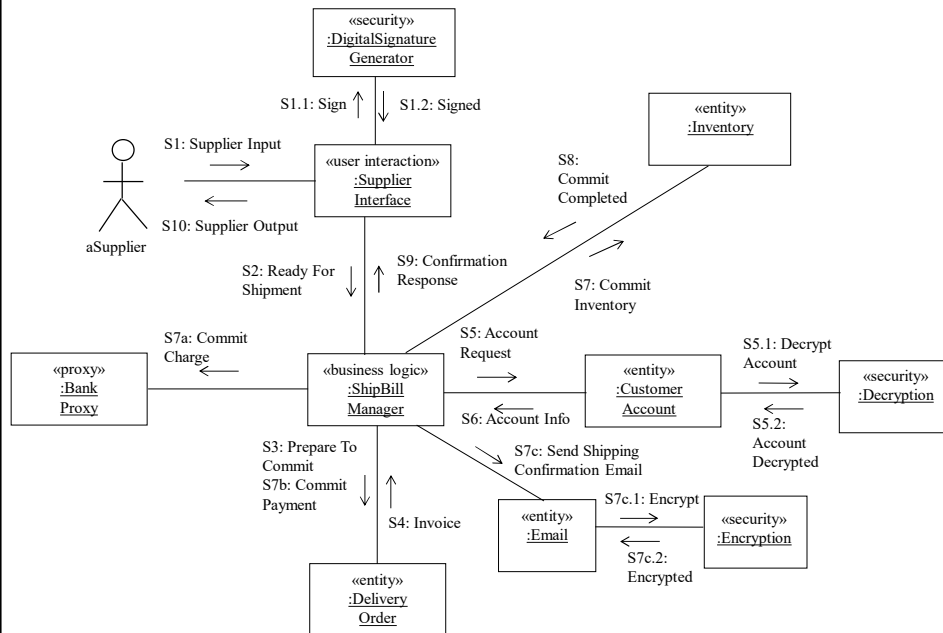 «security»
:DigitalSignature
Generator
S1.1: Sign
S1.2: Signed
«entity»
:Inventory
S1: Supplier Input
«user interaction»
:Supplier
Interface
S8:
Commit
Completed
S10: Supplier Output
aSupplier
S2: Ready For
Shipment
S9: Confirmation
Response
S7: Commit
Inventory
S7a: Commit
Charge
S5: Account
Request
S5.1: Decrypt
Account
«proxy»
:Bank
Proxy
«business logic»
:ShipBill
Manager
«entity»
:Customer
Account
«security»
:Decryption
S6: Account Info
S5.2:
Account
Decrypted
S3: Prepare To
Commit
S7b: Commit
Payment
S7c: Send Shipping
Confirmation Email
S4: Invoice
«entity»
:Email
S7c.1: Encrypt
«security»
:Encryption
S7c.2:
Encrypted
«entity»
:Delivery
Order